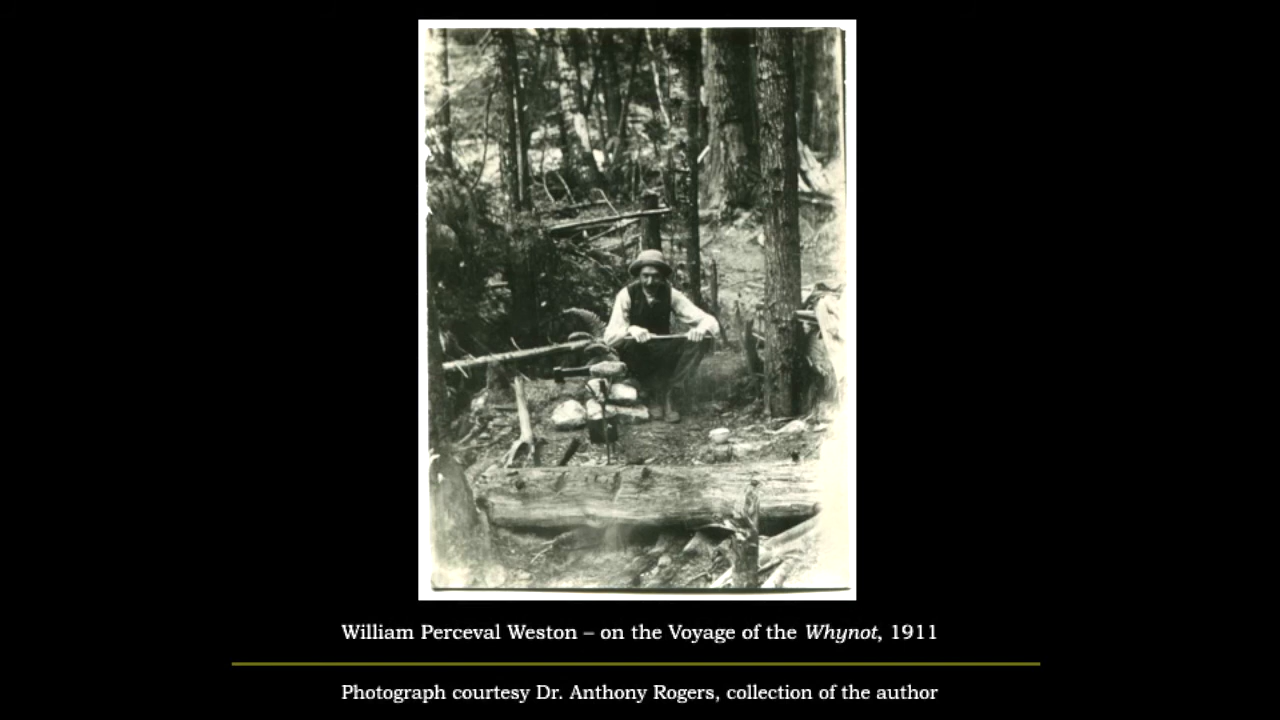 William Perceval Weston – on the Voyage of the Whynot, 1911
Photograph courtesy Dr. Anthony Rogers, collection of the author